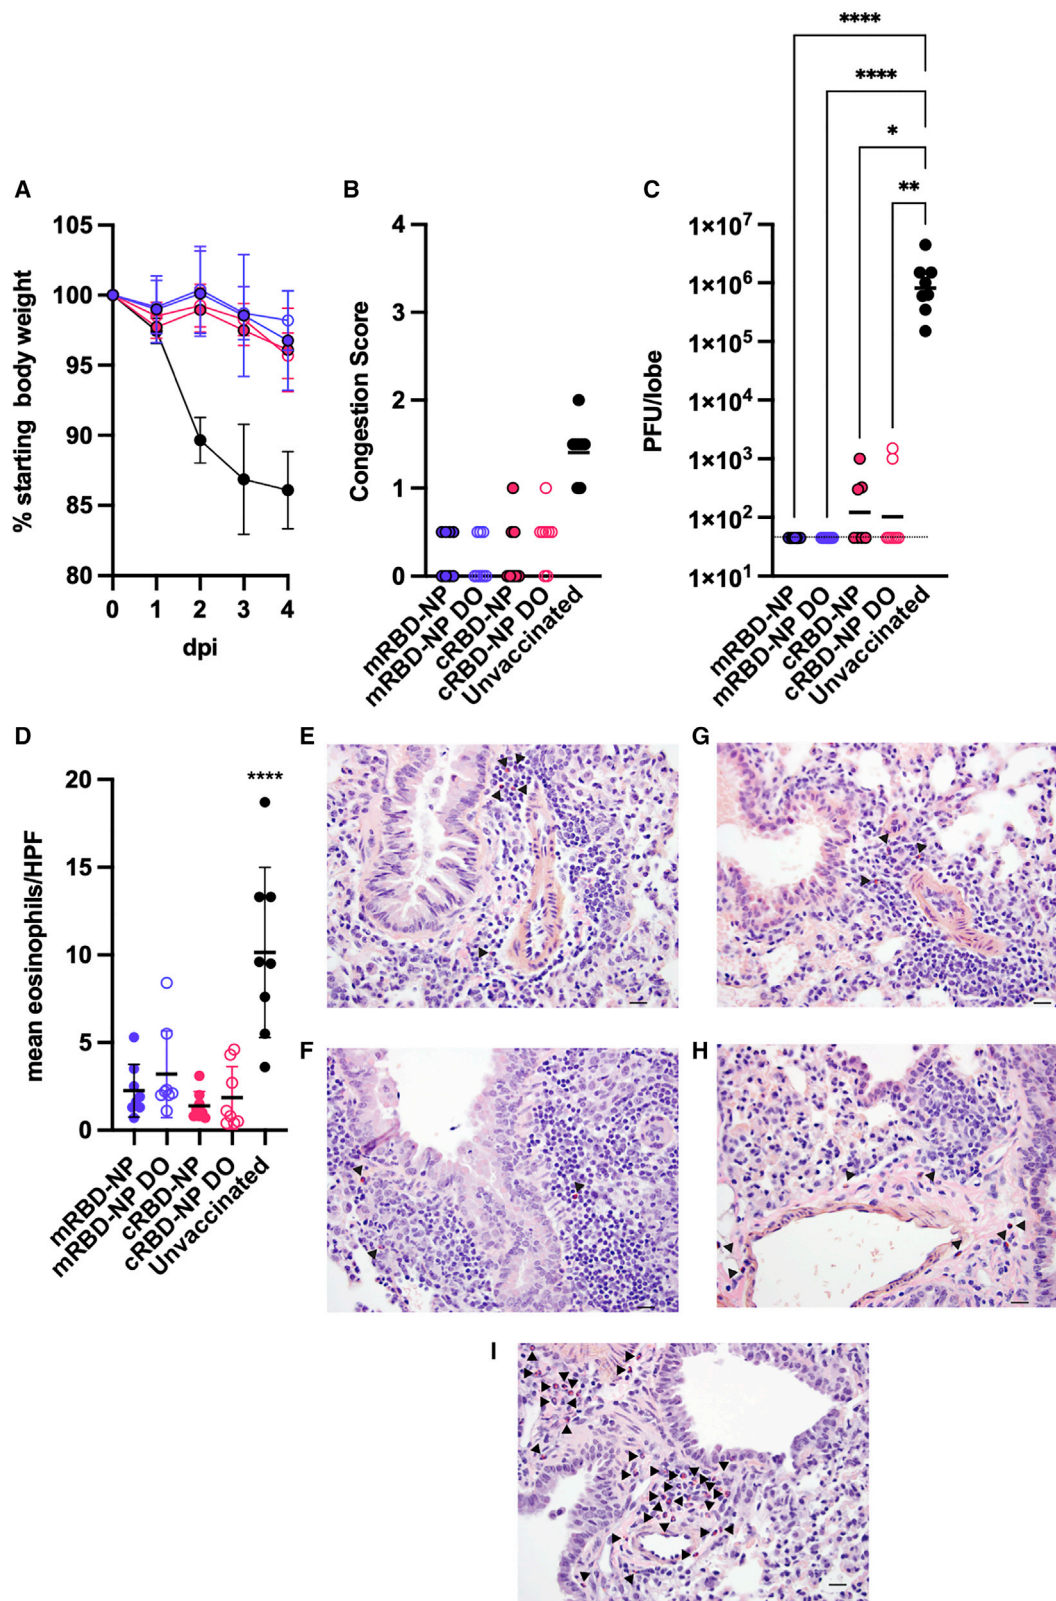 A
105
100
95
90
85
80
% starting body weight
0 1 2 3 4
dpi
B
4
3
2
1
0
Congestion Score
mRBD-NP
mRBD-NP DO
cRBD-NP
cRBD-NP DO
Unvaccinated
C
****
****
*
**
1×10⁷
1×10⁶
1×10⁵
1×10⁴
1×10³
1×10²
1×10¹
PFU/lobe
mRBD-NP
mRBD-NP DO
cRBD-NP
cRBD-NP DO
Unvaccinated
D
****
20
15
10
5
0
mean eosinophils/HPF
mRBD-NP
mRBD-NP DO
cRBD-NP
cRBD-NP DO
Unvaccinated
E
G
F
H
I